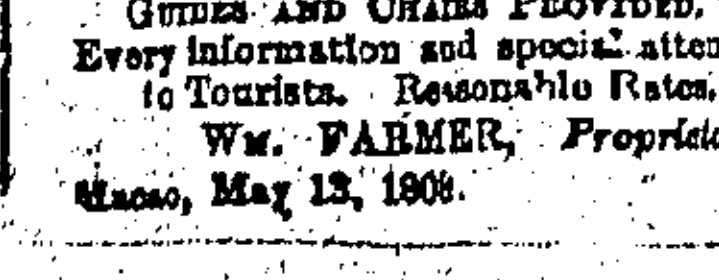 GUIDES AND CHAIRS PROVIDED.
Every information and special atten
to Tourists. Reasonable Rates.
WM. FARMER, Proprieto
Macao, May 13,